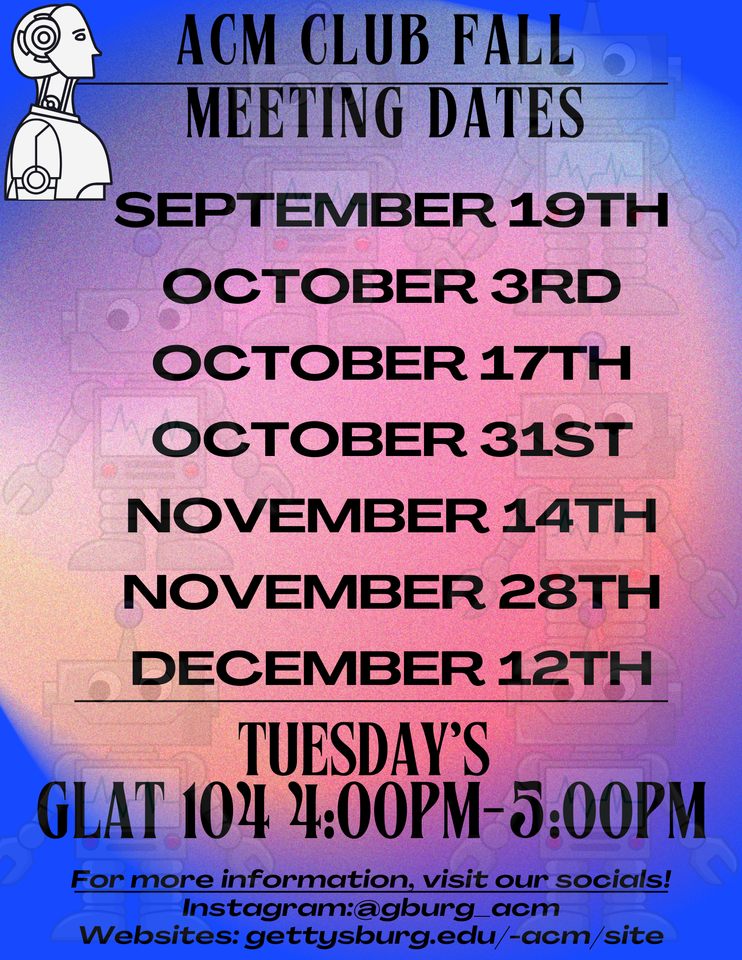 ACM CLUB FALL
MEETING DATES
SEPTEMBER 19TH
OCTOBER 3RD
OCTOBER 17TH
OCTOBER 31ST
NOVEMBER 14TH
NOVEMBER 28TH
DECEMBER 12TH
TUESDAY'S
GLAT 104 4:00PM-5:00PM
For more information, visit our socials!
Instagram:@gburg_acm
Websites: gettysburg.edu/-acm/site